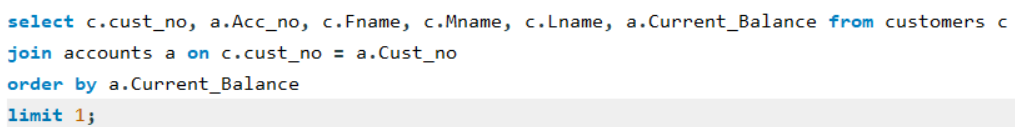 select c.cust_no, a.Acc_no, c.Fname, c.Mname, c.Lname, a.Current_Balance from customers c
join accounts a on c.cust_no = a.Cust_no
order by a.Current_Balance
limit 1;